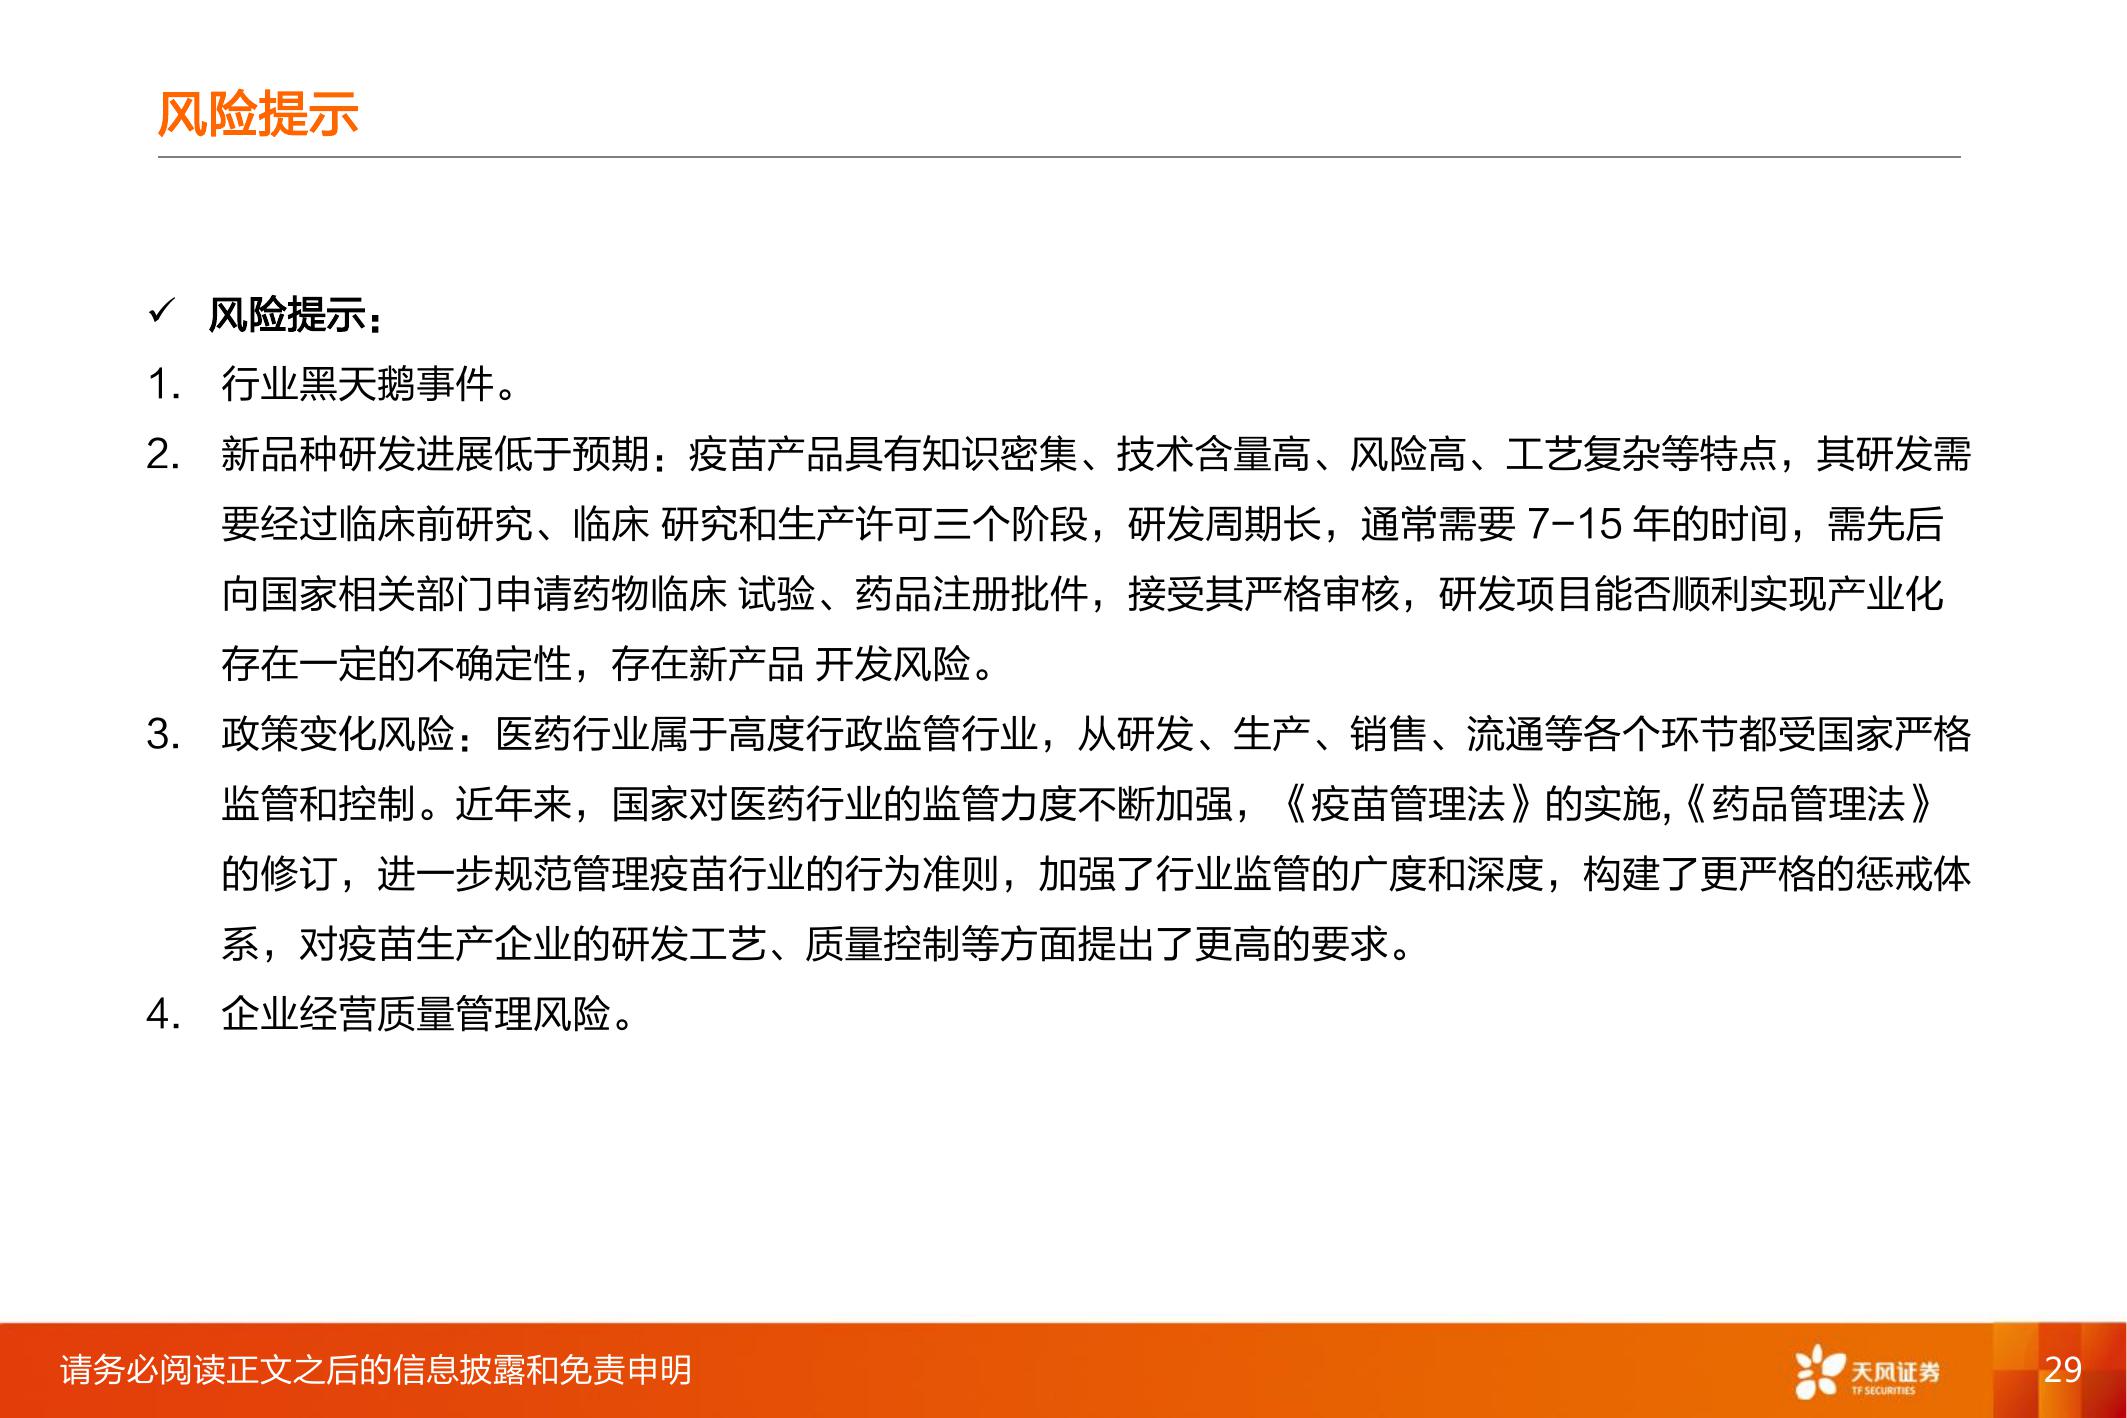 风险提示
✓ 风险提示：
1. 行业黑天鹅事件。
2. 新品种研发进展低于预期：疫苗产品具有知识密集、技术含量高、风险高、工艺复杂等特点，其研发需
要经过临床前研究、临床 研究和生产许可三个阶段，研发周期长，通常需要 7-15 年的时间，需先后
向国家相关部门申请药物临床 试验、药品注册批件，接受其严格审核，研发项目能否顺利实现产业化
存在一定的不确定性，存在新产品 开发风险。
3. 政策变化风险：医药行业属于高度行政监管行业，从研发、生产、销售、流通等各个环节都受国家严格
监管和控制。近年来，国家对医药行业的监管力度不断加强，《疫苗管理法》的实施,《药品管理法》
的修订，进一步规范管理疫苗行业的行为准则，加强了行业监管的广度和深度，构建了更严格的惩戒体
系，对疫苗生产企业的研发工艺、质量控制等方面提出了更高的要求。
4. 企业经营质量管理风险。
请务必阅读正文之后的信息披露和免责申明
天风证券
TF SECURITIES
29